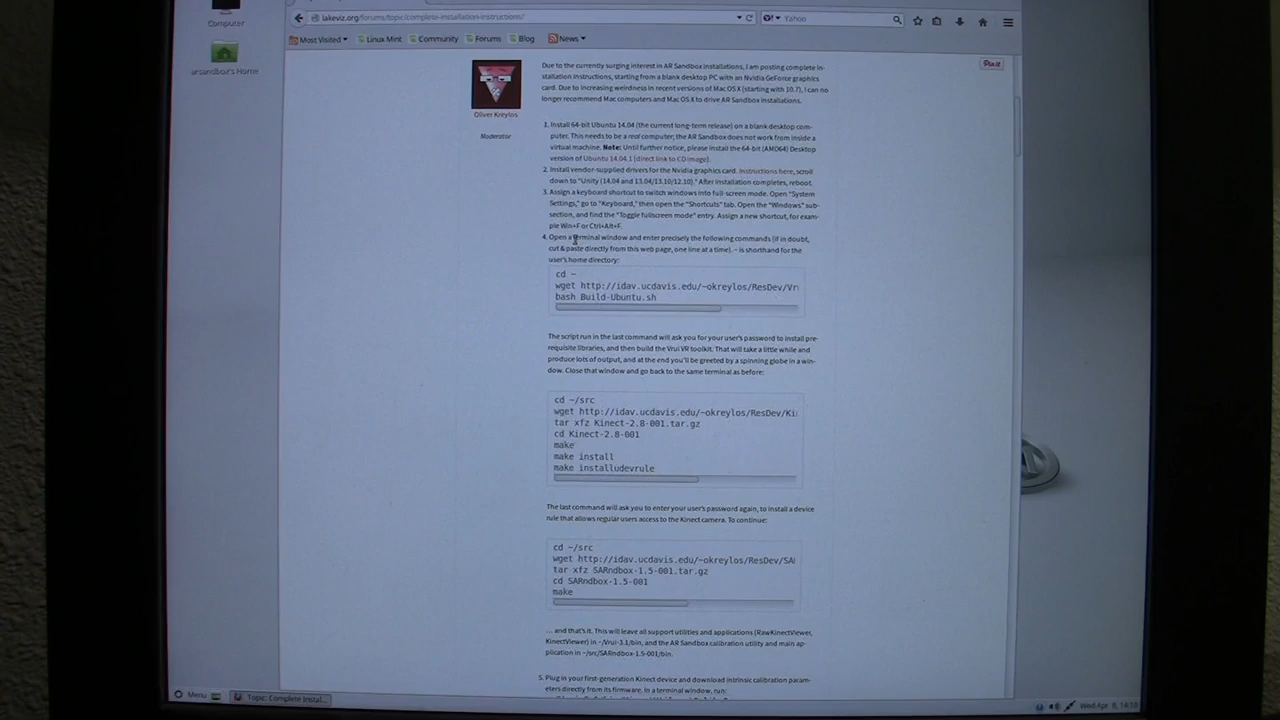 Computer
arsandbox's Home
lakeviz.org/forums/topic/complete-installation-instructions/
Yahoo
Most Visited
Linux Mint
Community
Forums
Blog
News
Due to the currently surging interest in AR Sandbox installations, I am posting complete in-
stallation instructions, starting from a blank desktop PC with an Nvidia GeForce graphics
card. Due to increasing weirdness in recent versions of Mac OS X (starting with 10.7), I can no
longer recommend Mac computers and Mac OS X to drive AR Sandbox installations.
Pin it
Oliver Kreylos
Moderator
1. Install 64-bit Ubuntu 14.04 (the current long-term release) on a blank desktop com-
puter. This needs to be a real computer; the AR Sandbox does not work from inside a
virtual machine. Note: Until further notice, please install the 64-bit (AMD64) Desktop
version of Ubuntu 14.04.1 (direct link to CD image).
2. Install vendor-supplied drivers for the Nvidia graphics card. Instructions here, scroll
down to "Unity (14.04 and 13.04/13.10/12.10)." After installation completes, reboot.
3. Assign a keyboard shortcut to switch windows into full-screen mode. Open "System
Settings," go to "Keyboard," then open the "Shortcuts" tab. Open the "Windows" sub-
section, and find the "Toggle fullscreen mode" entry. Assign a new shortcut, for exam-
ple Win+F or Ctrl+Alt+F.
4. Open a terminal window and enter precisely the following commands (if in doubt,
cut & paste directly from this web page, one line at a time). ~ is shorthand for the
user's home directory:
cd ~
wget http://idav.ucdavis.edu/~okreylos/ResDev/Vr
bash Build-Ubuntu.sh
The script run in the last command will ask you for your user's password to install pre-
requisite libraries, and then build the Vrui VR toolkit. That will take a little while and
produce lots of output, and at the end you'll be greeted by a spinning globe in a win-
dow. Close that window and go back to the same terminal as before:
cd ~/src
wget http://idav.ucdavis.edu/~okreylos/ResDev/Ki
tar xfz Kinect-2.8-001.tar.gz
cd Kinect-2.8-001
make
make install
make installudevrule
The last command will ask you to enter your user's password again, to install a device
rule that allows regular users access to the Kinect camera. To continue:
cd ~/src
wget http://idav.ucdavis.edu/~okreylos/ResDev/SA
tar xfz SARndbox-1.5-001.tar.gz
cd SARndbox-1.5-001
make
... and that's it. This will leave all support utilities and applications (RawKinectViewer,
KinectViewer) in ~/Vrui-3.1/bin, and the AR Sandbox calibration utility and main ap-
plication in ~/src/SARndbox-1.5-001/bin.
5. Plug in your first-generation Kinect device and download intrinsic calibration param-
eters directly from its firmware. In a terminal window, run:
Menu
Topic: Complete Instal...
Wed Apr 8, 14:10